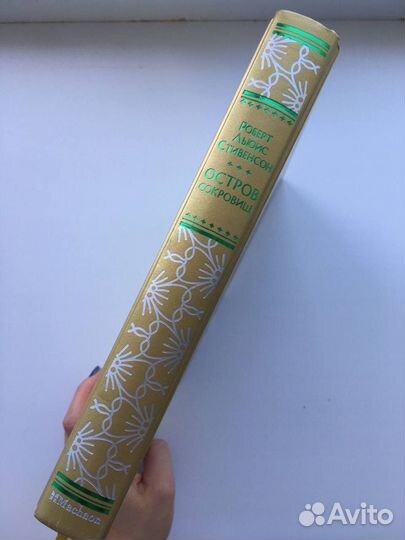 РОБЕРТ
ЛЬЮИС
СТИВЕНСОН
ОСТРОВ
СОКРОВИЩ
Machaon
Avito